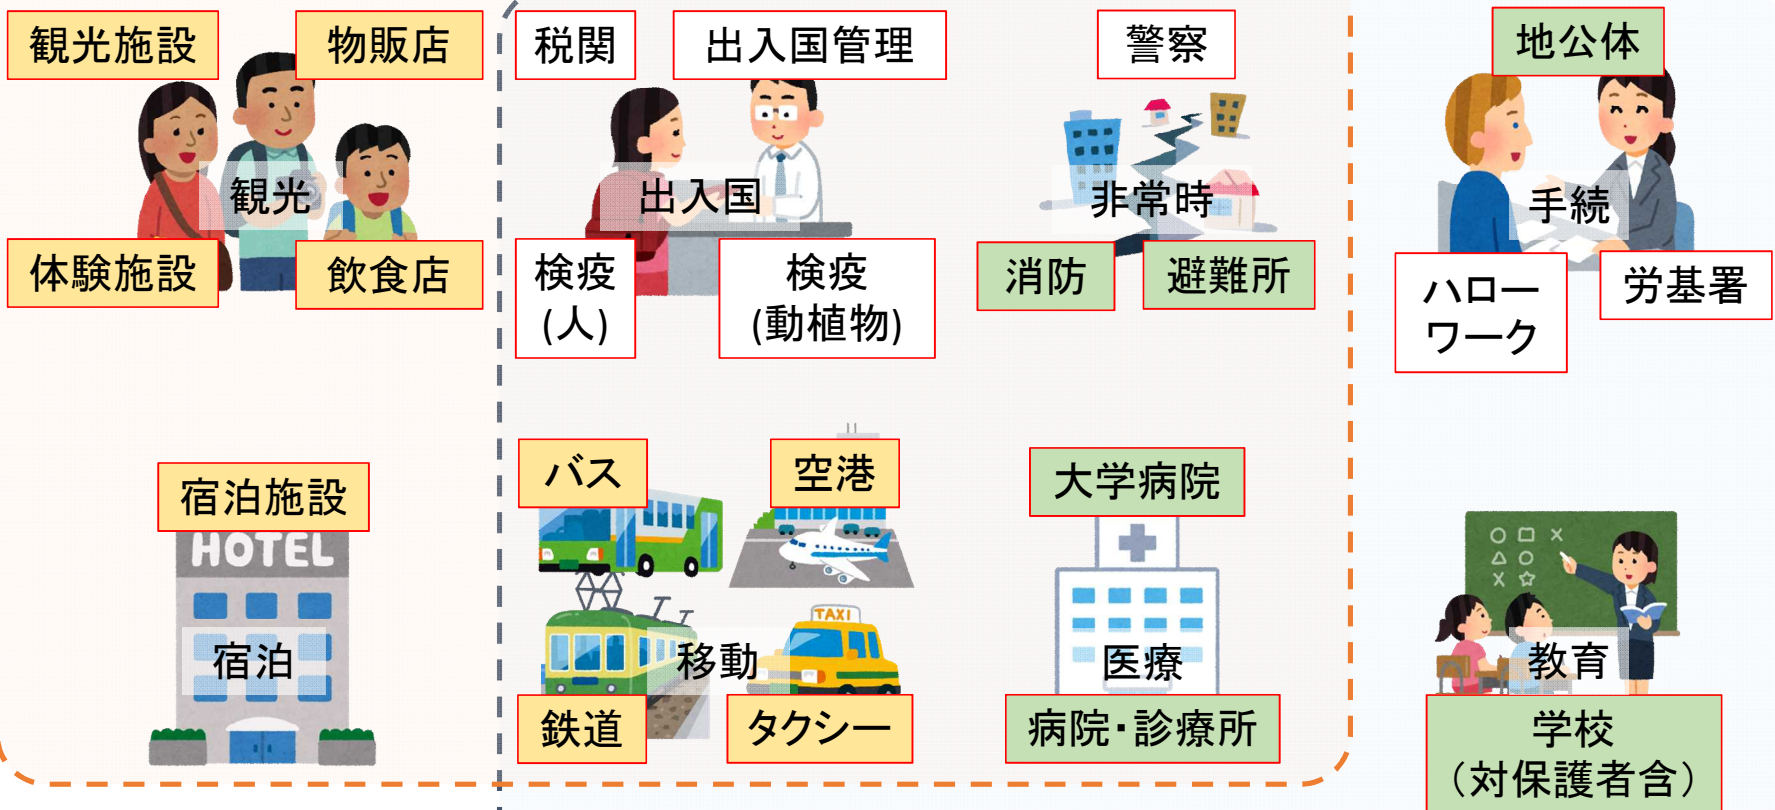 観光施設
物販店
観光
体験施設
飲食店
税関
出入国管理
出入国
検疫
(人)
検疫
(動植物)
警察
非常時
消防
避難所
地公体
手続
ハロー
ワーク
労基署
宿泊施設
HOTEL
宿泊
バス
空港
TAXI
移動
鉄道
タクシー
大学病院
医療
病院・診療所
教育
学校
（対保護者含）